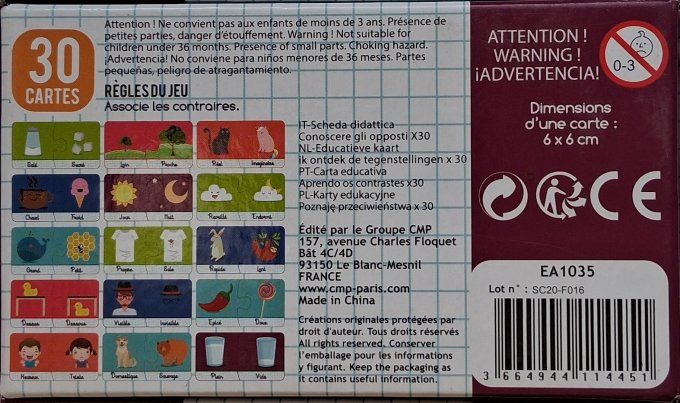 30
CARTES
Attention ! Ne convient pas aux enfants de moins de 3 ans. Présence de
petites parties, danger d'étouffement. Warning ! Not suitable for
children under 36 months. Presence of small parts. Choking hazard.
¡Advertencia! No conviene para niños menores de 36 meses. Partes
pequeñas, peligro de atragantamiento.
RÈGLES DU JEU
Associe les contraires.
Salé Sucré Loin Proche Réel Imaginaire
Chaud Froid Jour Nuit Réveillé Endormi
Grand Petit Propre Sale Rapide Lent
Dessous Dessus Visible Invisible Epicé Doux
Heureux Triste Domestique Sauvage Plein Vide
IT-Scheda didattica
Conoscere gli opposti X30
NL-Educatieve kaart
ik ontdek de tegenstellingen x 30
PT-Carta educativa
Aprendo os contrastes x30
PL-Karty edukacyjne
Poznaję przeciwieństwa x 30
Édité par le Groupe CMP
157, avenue Charles Floquet
Bât 4C/4D
93150 Le Blanc-Mesnil
FRANCE
www.cmp-paris.com
Made in China
Créations originales protégées par
droit d'auteur. Tous droits réservés
All rights reserved. Conserver
l'emballage pour les informations
y figurant. Keep the packaging as
it contains useful information.
ATTENTION !
WARNING !
¡ADVERTENCIA!
0-3
Dimensions
d'une carte :
6 x 6 cm
CE
EA1035
Lot n° : SC20-F016
3 664944 114451